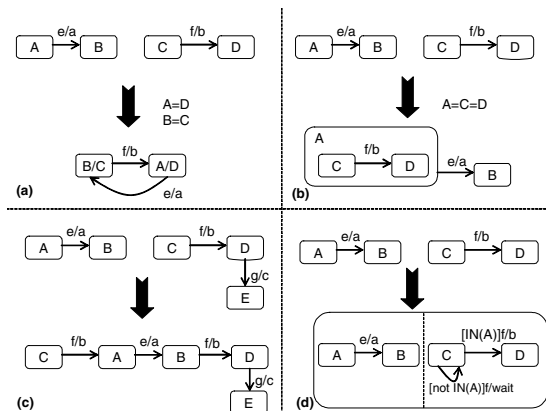 e/a
f/b
A
B
C
D
A=D
B=C
f/b
B/C
A/D
e/a
(a)
e/a
f/b
A
B
C
D
A=C=D
A
f/b
C
D
e/a
B
(b)
e/a
f/b
A
B
C
D
g/c
E
f/b
e/a
f/b
C
A
B
D
g/c
E
(c)
e/a
f/b
A
B
C
D
e/a
[IN(A)]f/b
A
B
C
D
[not IN(A)]f/wait
(d)